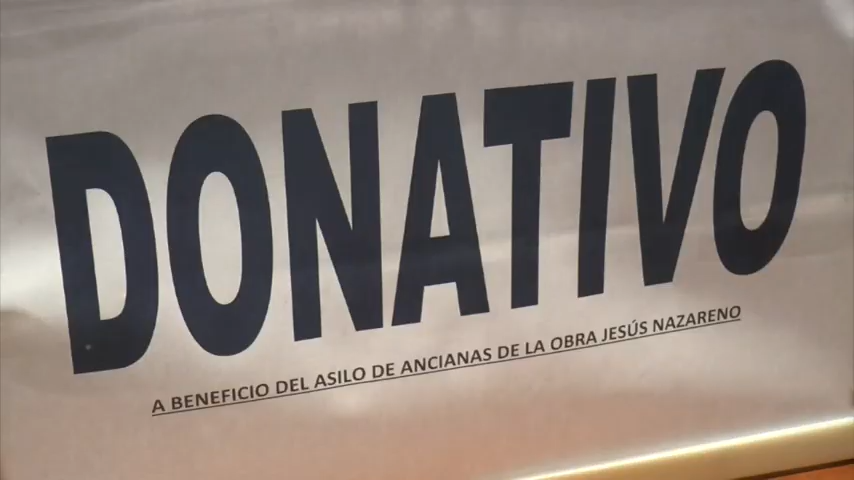 DONATIVO
A BENEFICIO DEL ASILO DE ANCIANAS DE LA OBRA JESÚS NAZARENO